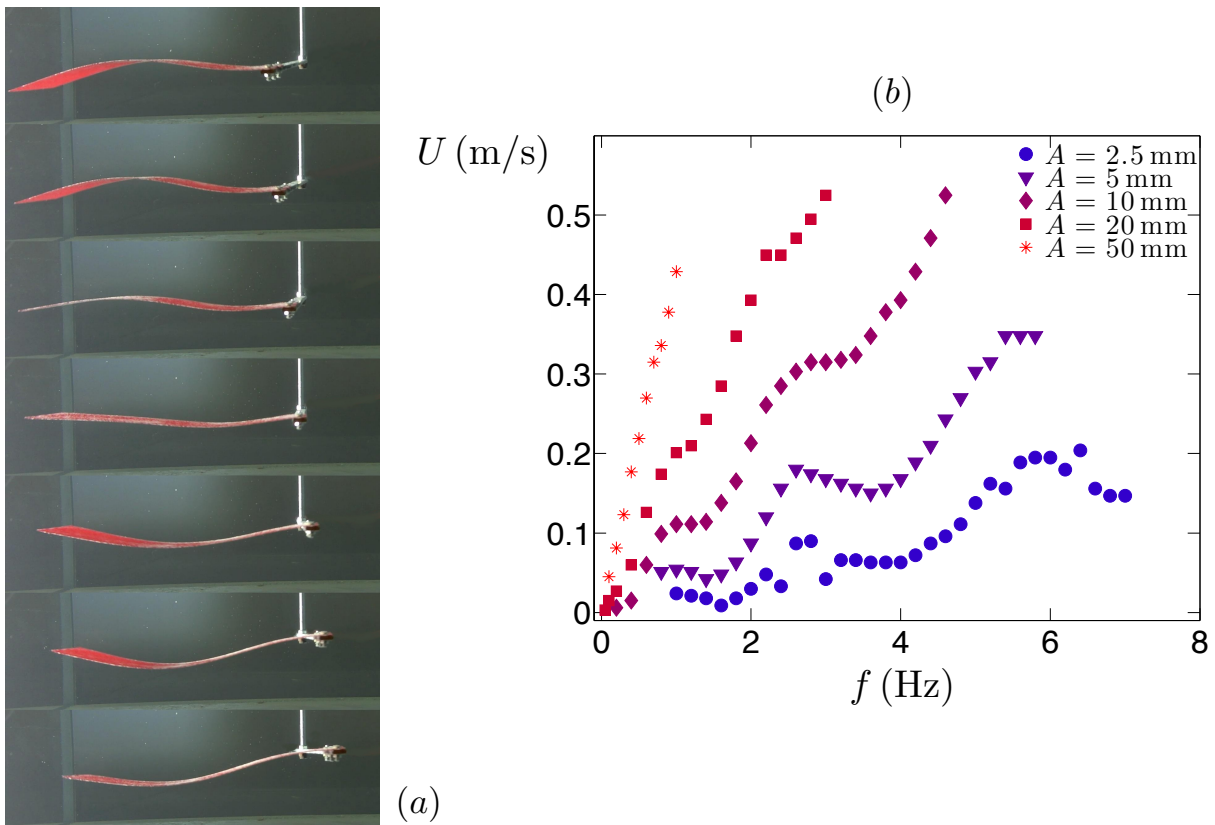 (b)
U (m/s)
A = 2.5 mm
A = 5 mm
A = 10 mm
A = 20 mm
A = 50 mm
0.5
0.4
0.3
0.2
0.1
0
0 2 4 6 8
f (Hz)
(a)